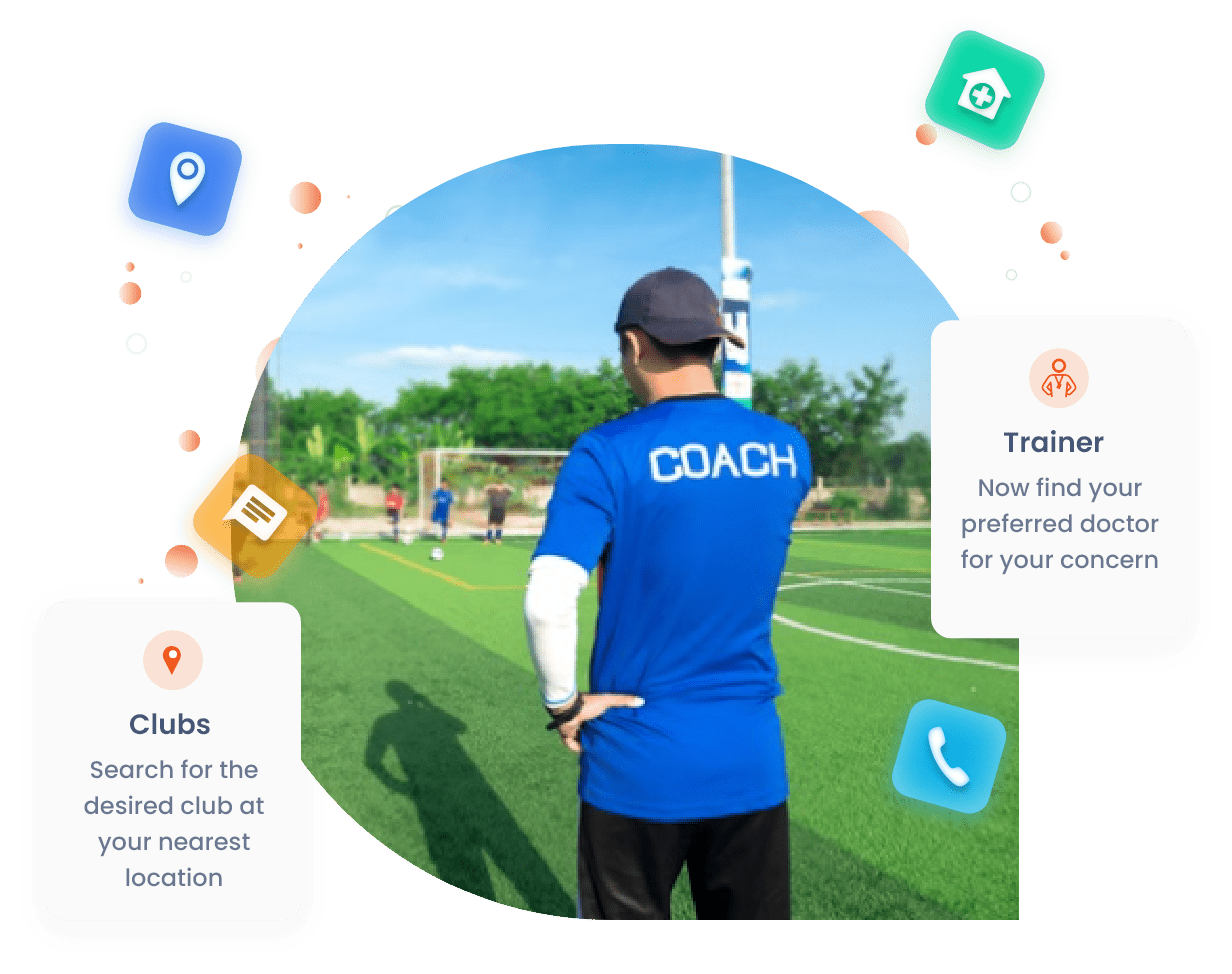 COACH
Trainer
Now find your
preferred doctor
for your concern
Clubs
Search for the
desired club at
your nearest
location